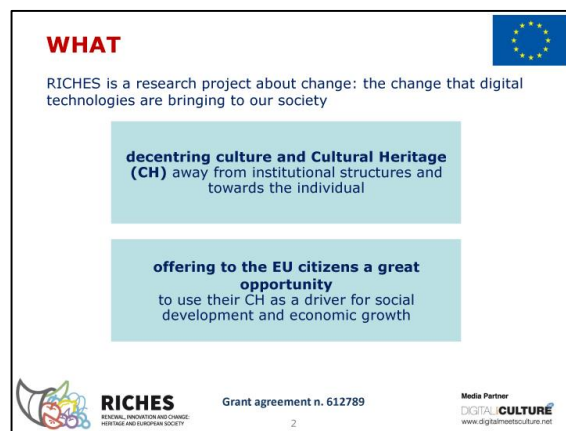 WHAT
RICHES is a research project about change: the change that digital
technologies are bringing to our society
decentring culture and Cultural Heritage
(CH) away from institutional structures and
towards the individual
offering to the EU citizens a great
opportunity
to use their CH as a driver for social
development and economic growth
RICHES
RENEWAL, INNOVATION AND CHANGE:
HERITAGE AND EUROPEAN SOCIETY
Grant agreement n. 612789
2
Media Partner
DIGITALICULTURE
www.digitalmeetsculture.net